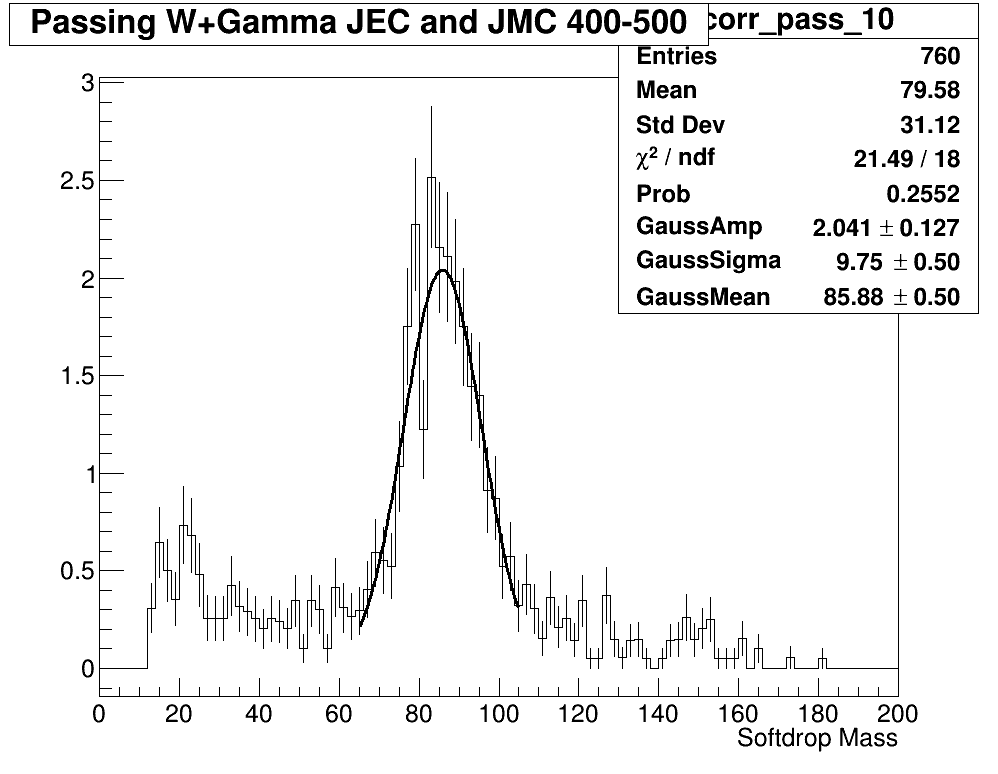 Passing W+Gamma JEC and JMC 400-500
corr_pass_10
Entries 760
Mean 79.58
Std Dev 31.12
χ² / ndf 21.49 / 18
Prob 0.2552
GaussAmp 2.041 ± 0.127
GaussSigma 9.75 ± 0.50
GaussMean 85.88 ± 0.50
3
2.5
2
1.5
1
0.5
0
0 20 40 60 80 100 120 140 160 180 200
Softdrop Mass